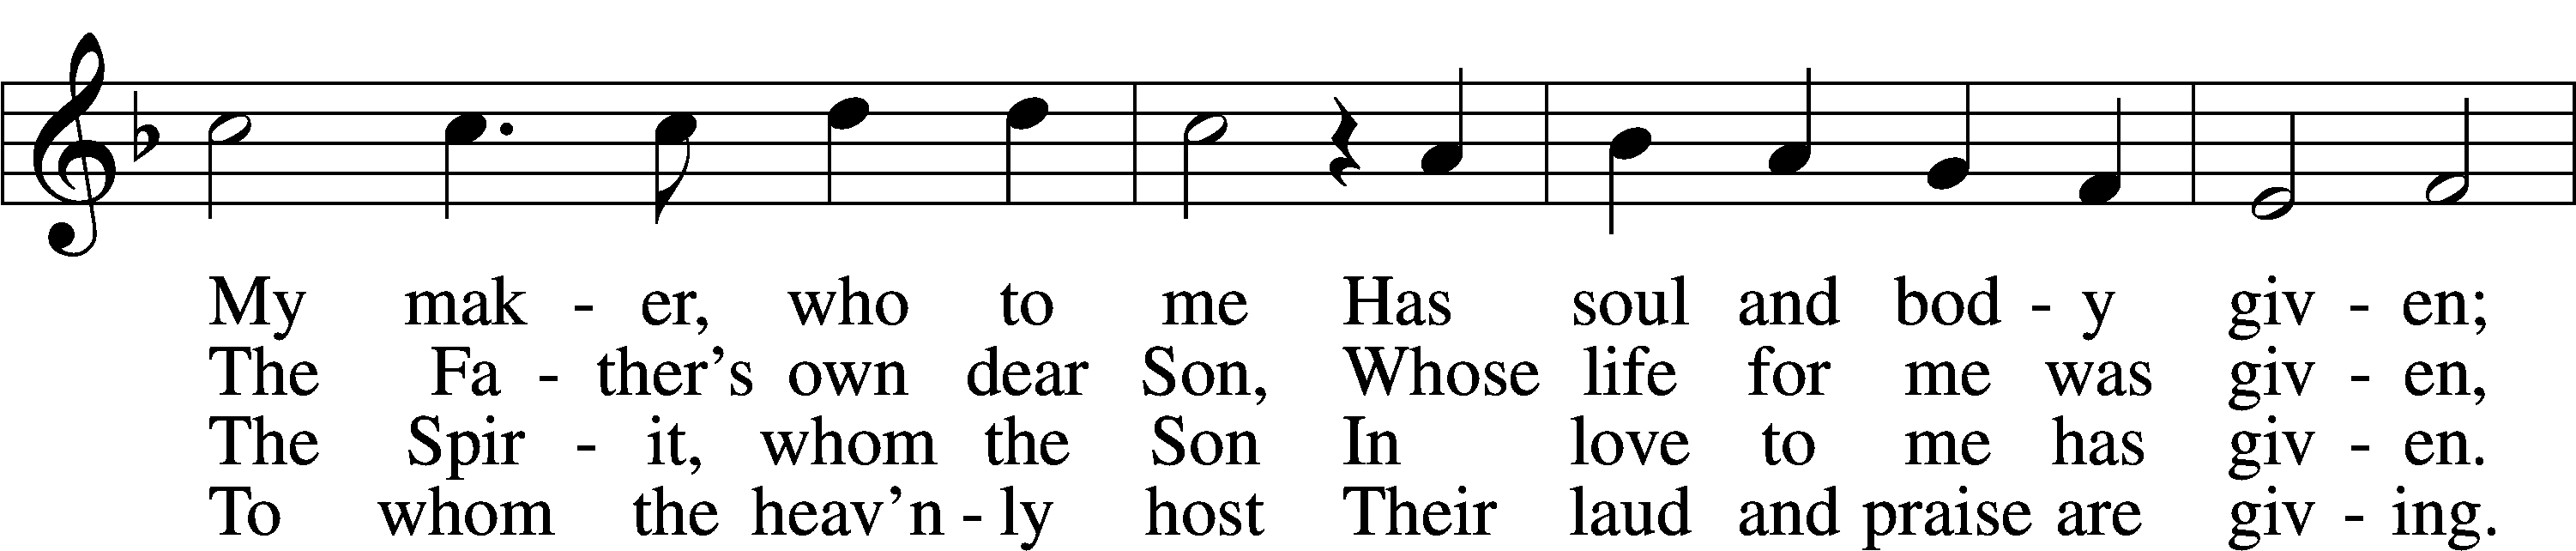 My mak - er, who to me Has soul and bod - y giv - en;
The Fa - ther’s own dear Son, Whose life for me was giv - en,
The Spir - it, whom the Son In love to me has giv - en.
To whom the heav’n - ly host Their laud and praise are giv - ing.